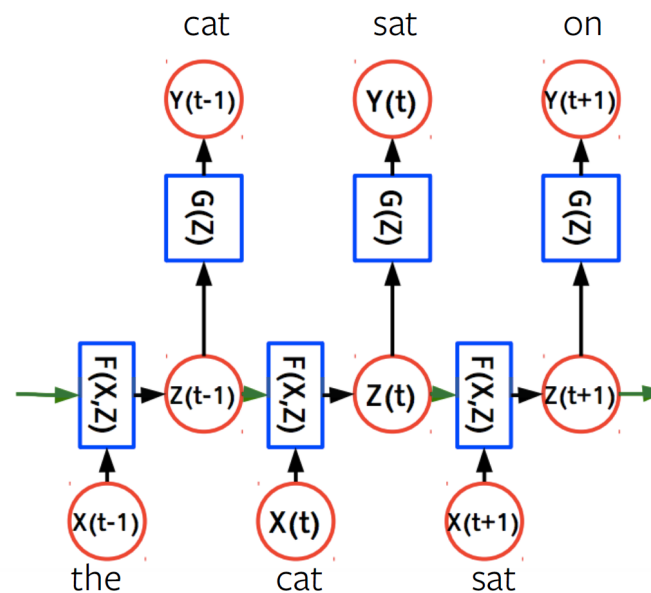 cat sat on
Y(t-1) Y(t) Y(t+1)
G(Z) G(Z) G(Z)
F(X,Z) Z(t-1) F(X,Z) Z(t) F(X,Z) Z(t+1)
X(t-1) X(t) X(t+1)
the cat sat